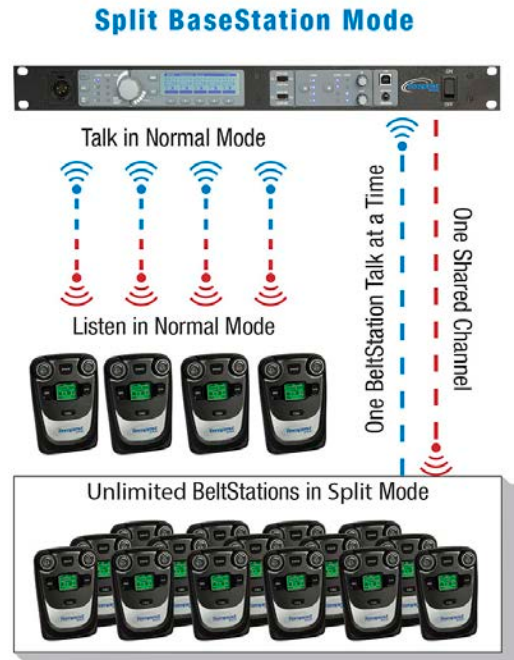 Split BaseStation Mode
Talk in Normal Mode
Listen in Normal Mode
One BeltStation Talk at a Time
One Shared Channel
Unlimited BeltStations in Split Mode